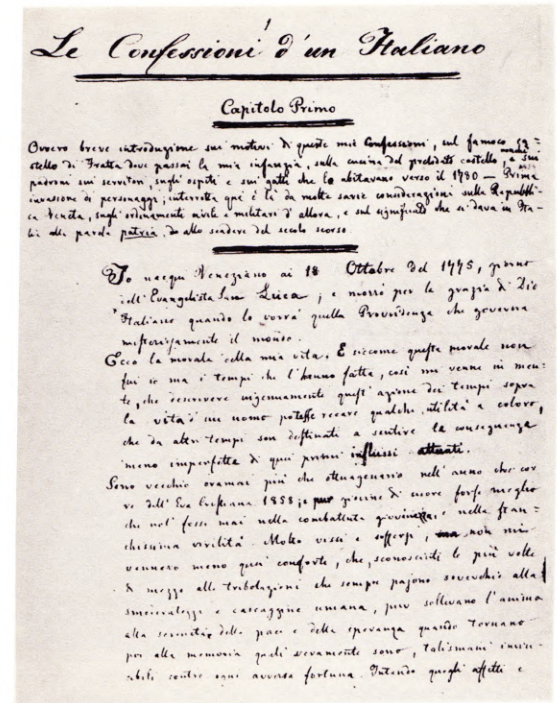 1
Le Confessioni d'un Italiano
Capitolo Primo
Ovvero breve introduzione sui motivi di queste mie Confessioni, sul famoso ca=
stello di Fratta dove passai la mia infanzia, sulla cucina del prelodato castello,
padroni sui servitori, sugli ospiti e sui gatti che lo abitavano verso il 1780 — Prima
invasione di personaggi; interrotta qui e là da molte savie considerazioni sulla Repubbli-
ca Veneta, sugli ordinamenti civili e militari d'allora, e sul significato che si dava in Ita-
lia alla parola patria, allo scadere del secolo scorso.
Io nacqui Veneziano ai 18 Ottobre del 1775, giorno
dell'Evangelista San Luca; e morrò per la grazia di Dio
Italiano quando lo vorrà quella Provvidenza che governa
misteriosamente il mondo.
Ecco la morale della mia vita. E siccome questa morale non
fui io ma i tempi che l'hanno fatta, così mi venne in men-
te, che descrivere ingenuamente quest'azione dei tempi sopra
la vita d'un uomo potesse recare qualche utilità a coloro,
che da altri tempi son destinati a sentire la conseguenza
meno imperfetta di quei primi influssi attuati.
Sono vecchio oramai più che ottuagenario nell'anno che cor-
re dell'Era Cristiana 1858; e pur giovine di cuore forse meglio
che nol fossi mai nella combattuta giovinezza, e nella stan-
chissima virilità. Molto vissi e soffersi, ma non mi
vennero meno quei conforti, che, sconosciuti le più volte
di mezzo alle tribolazioni che sempre pajono soverchie alla
smoderatezza e cascaggine umana, pur sollevano l'anima
alla serenità della pace e della speranza quando tornano
poi alla memoria quali veramente sono, talismani invin-
cibili contro ogni avversa fortuna. Intendo quegli affetti e